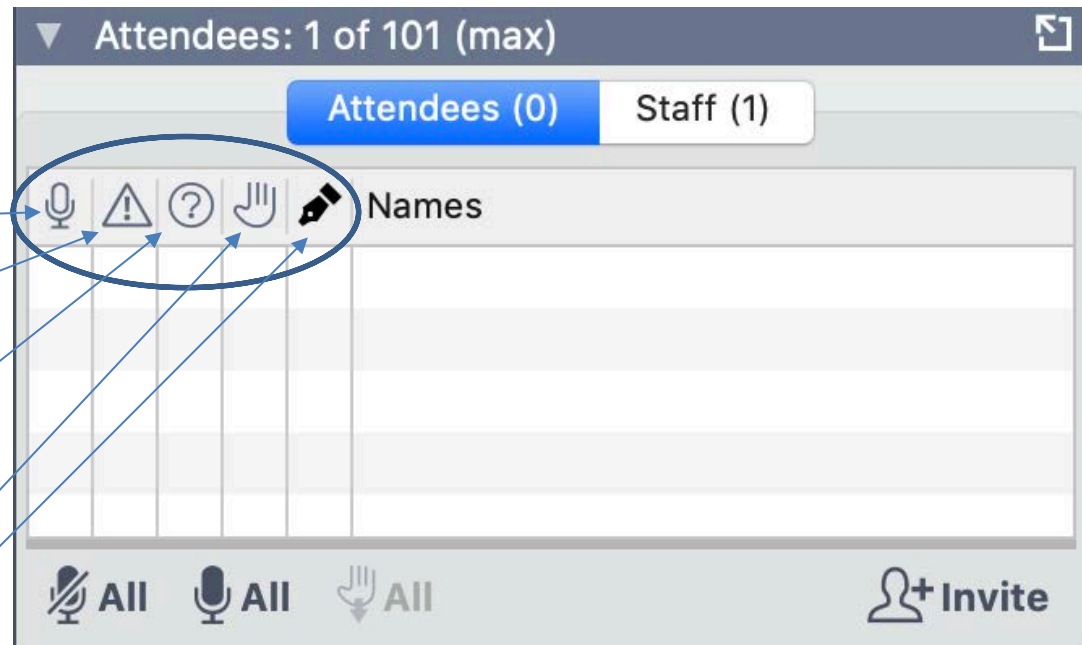 Attendees: 1 of 101 (max)
Attendees (0) Staff (1)
Names
All All All Invite